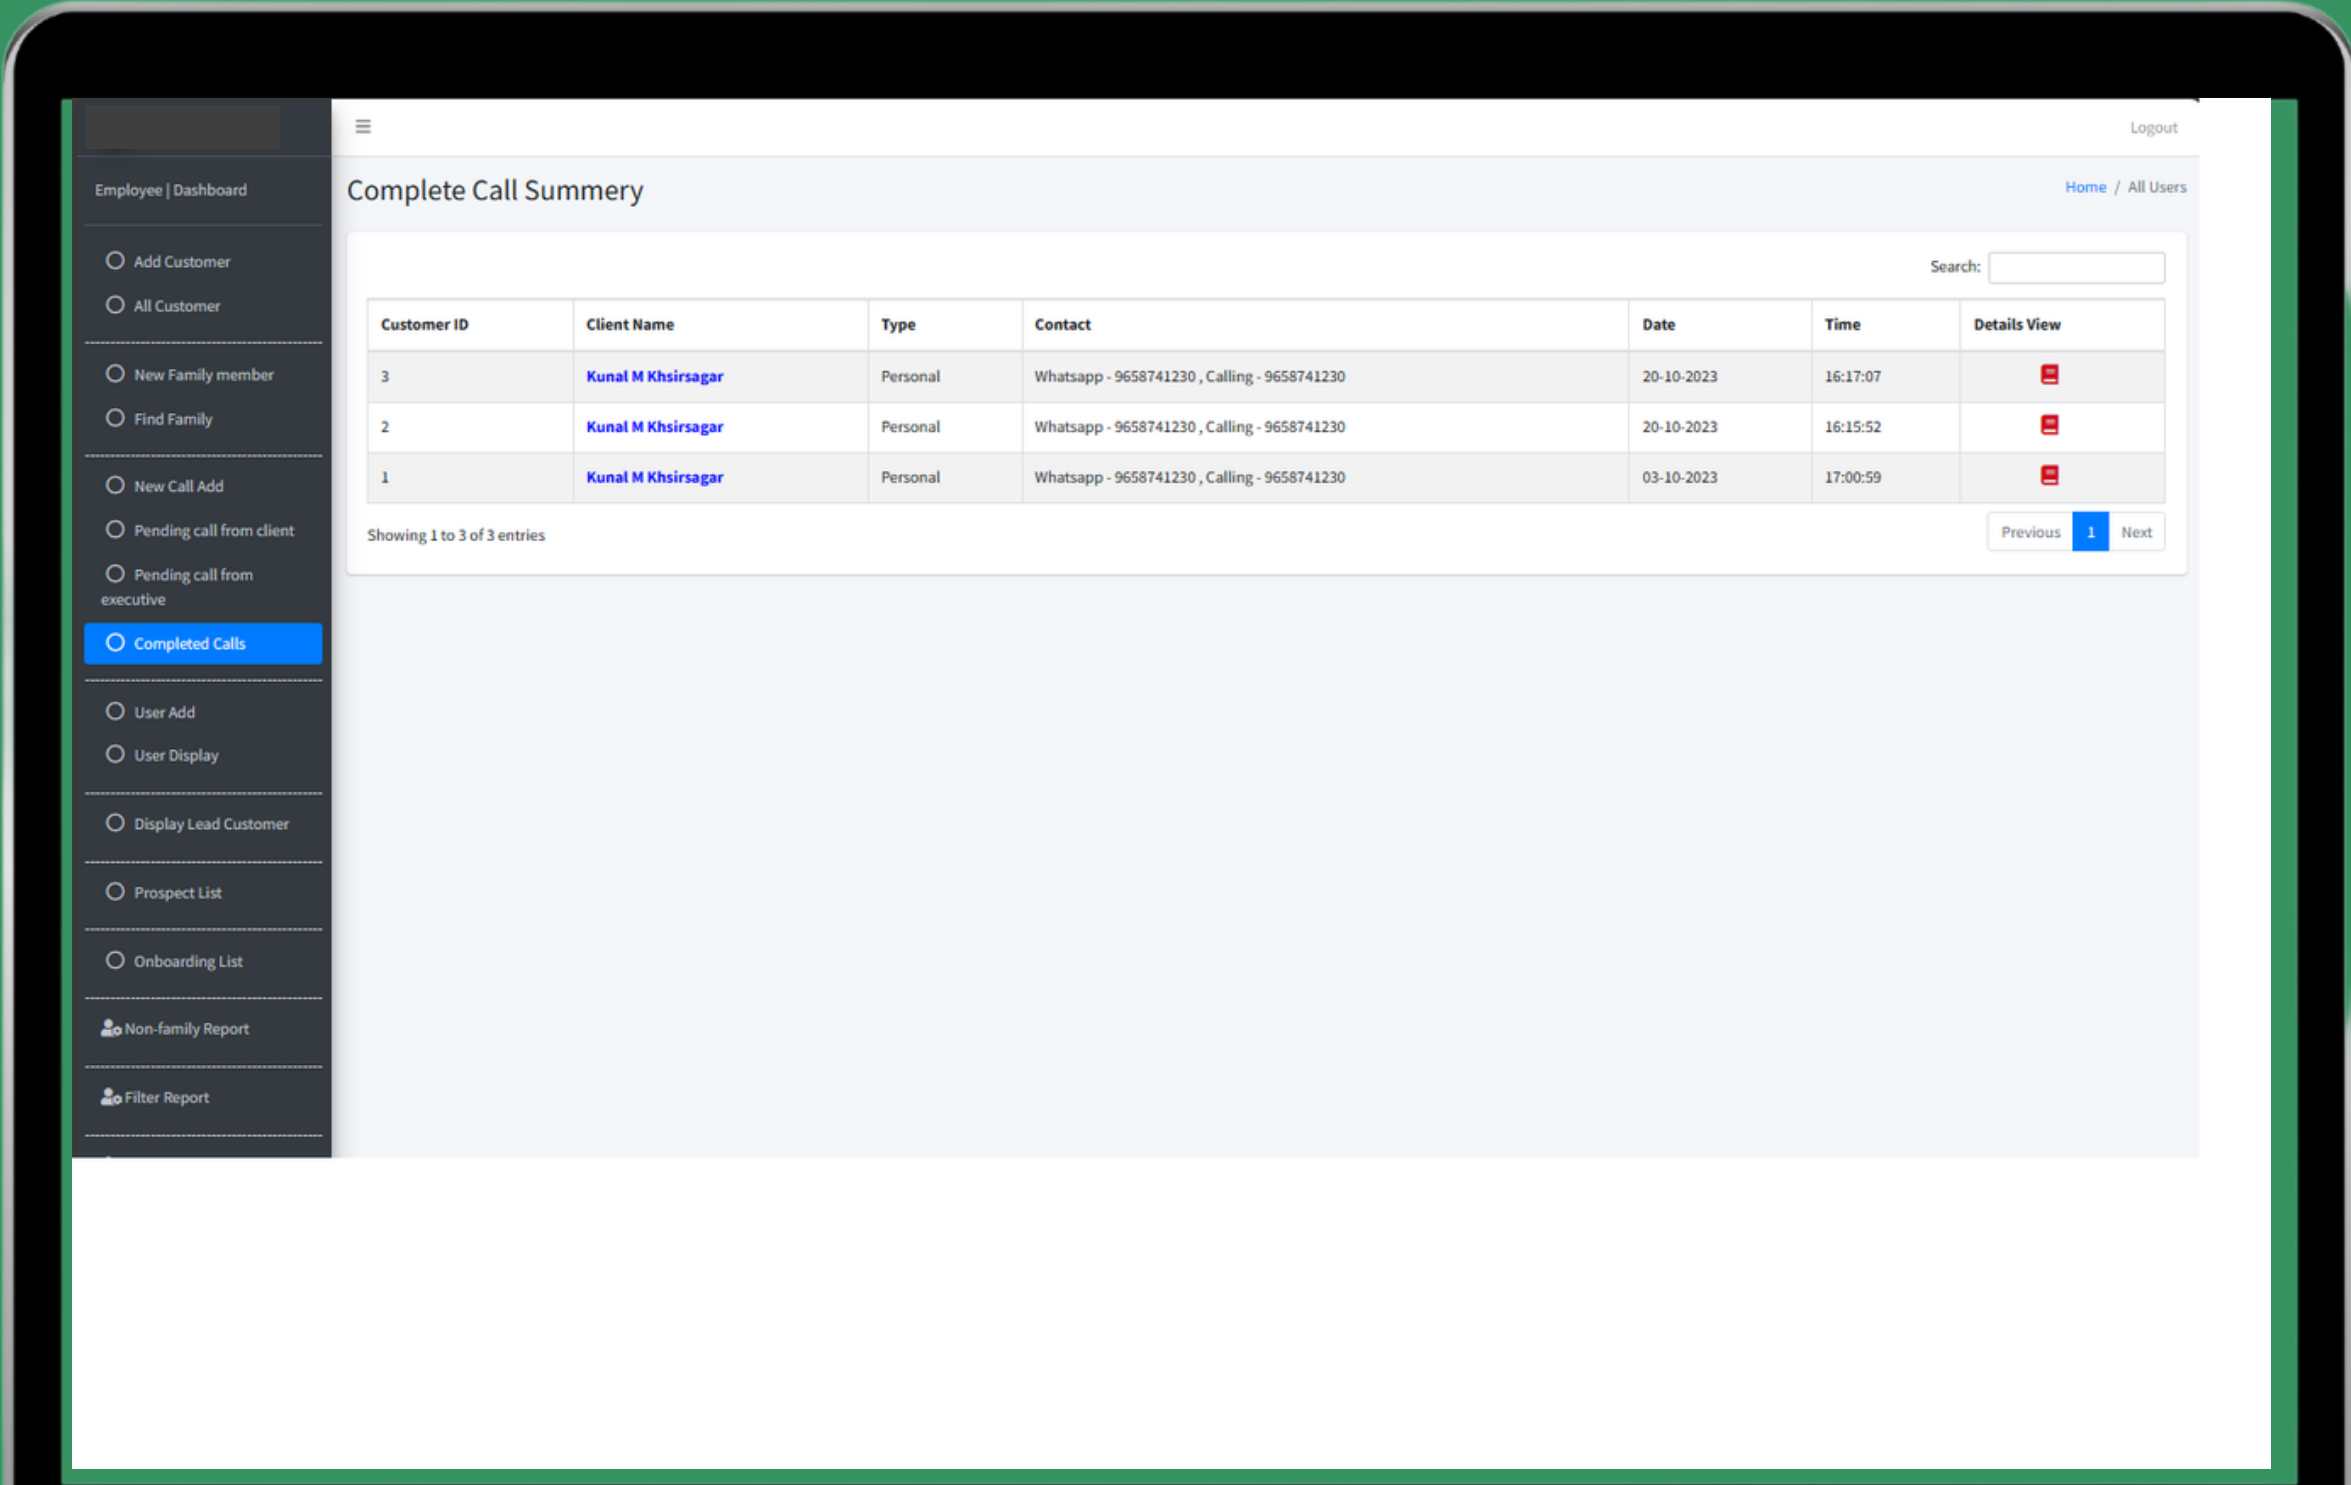 Logout
Employee | Dashboard
Complete Call Summery
Home / All Users
Add Customer
All Customer
New Family member
Find Family
New Call Add
Pending call from client
Pending call from
executive
Completed Calls
User Add
User Display
Display Lead Customer
Prospect List
Onboarding List
Non-family Report
Filter Report
Search:
Customer ID Client Name Type Contact Date Time Details View
3 Kunal M Khsirsagar Personal Whatsapp - 9658741230 , Calling - 9658741230 20-10-2023 16:17:07
2 Kunal M Khsirsagar Personal Whatsapp - 9658741230 , Calling - 9658741230 20-10-2023 16:15:52
1 Kunal M Khsirsagar Personal Whatsapp - 9658741230 , Calling - 9658741230 03-10-2023 17:00:59
Showing 1 to 3 of 3 entries
Previous 1 Next